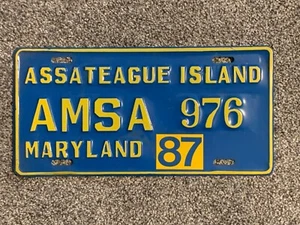 ASSATEAGUE ISLAND
AMSA 976
MARYLAND 87